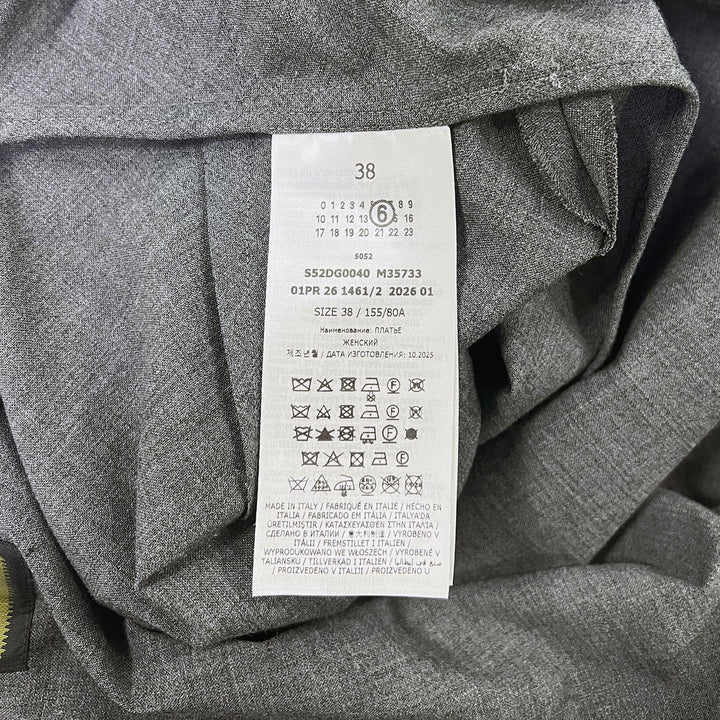 38
0 1 2 3 4 5 6 8 9
10 11 12 13 15 16
17 18 19 20 21 22 23
S052
S52DG0040 M35733
01PR 26 1461/2 2026 01
SIZE 38 / 155/80A
Наименование: ПЛАТЬЕ
ЖЕНСКИЙ
제조년월 / ДАТА ИЗГОТОВЛЕНИЯ: 10.2025
MADE IN ITALY / FABRIQUÉ EN ITALIE / HECHO EN
ITALIA / FABRICADO EM ITÁLIA / ITALYA'DA
ÜRETILMIŞTIR / ΚΑΤΑΣΚΕΥΑΣΘΕΝ ΣΤΗΝ ΙΤΑΛΙΑ /
СДЕЛАНО В ИТАЛИИ / 意大利制造 / VYROBENO V
ITÁLII / FREMSTILLET I ITALIEN /
WYPRODUKOWANO WE WŁOSZECH / VYROBENÉ V
TALIANSKU / TILLVERKAD I ITALIEN / صنع في إيطاليا
/ PROIZVEDENO V ITALIJI / PROIZVEDENO U